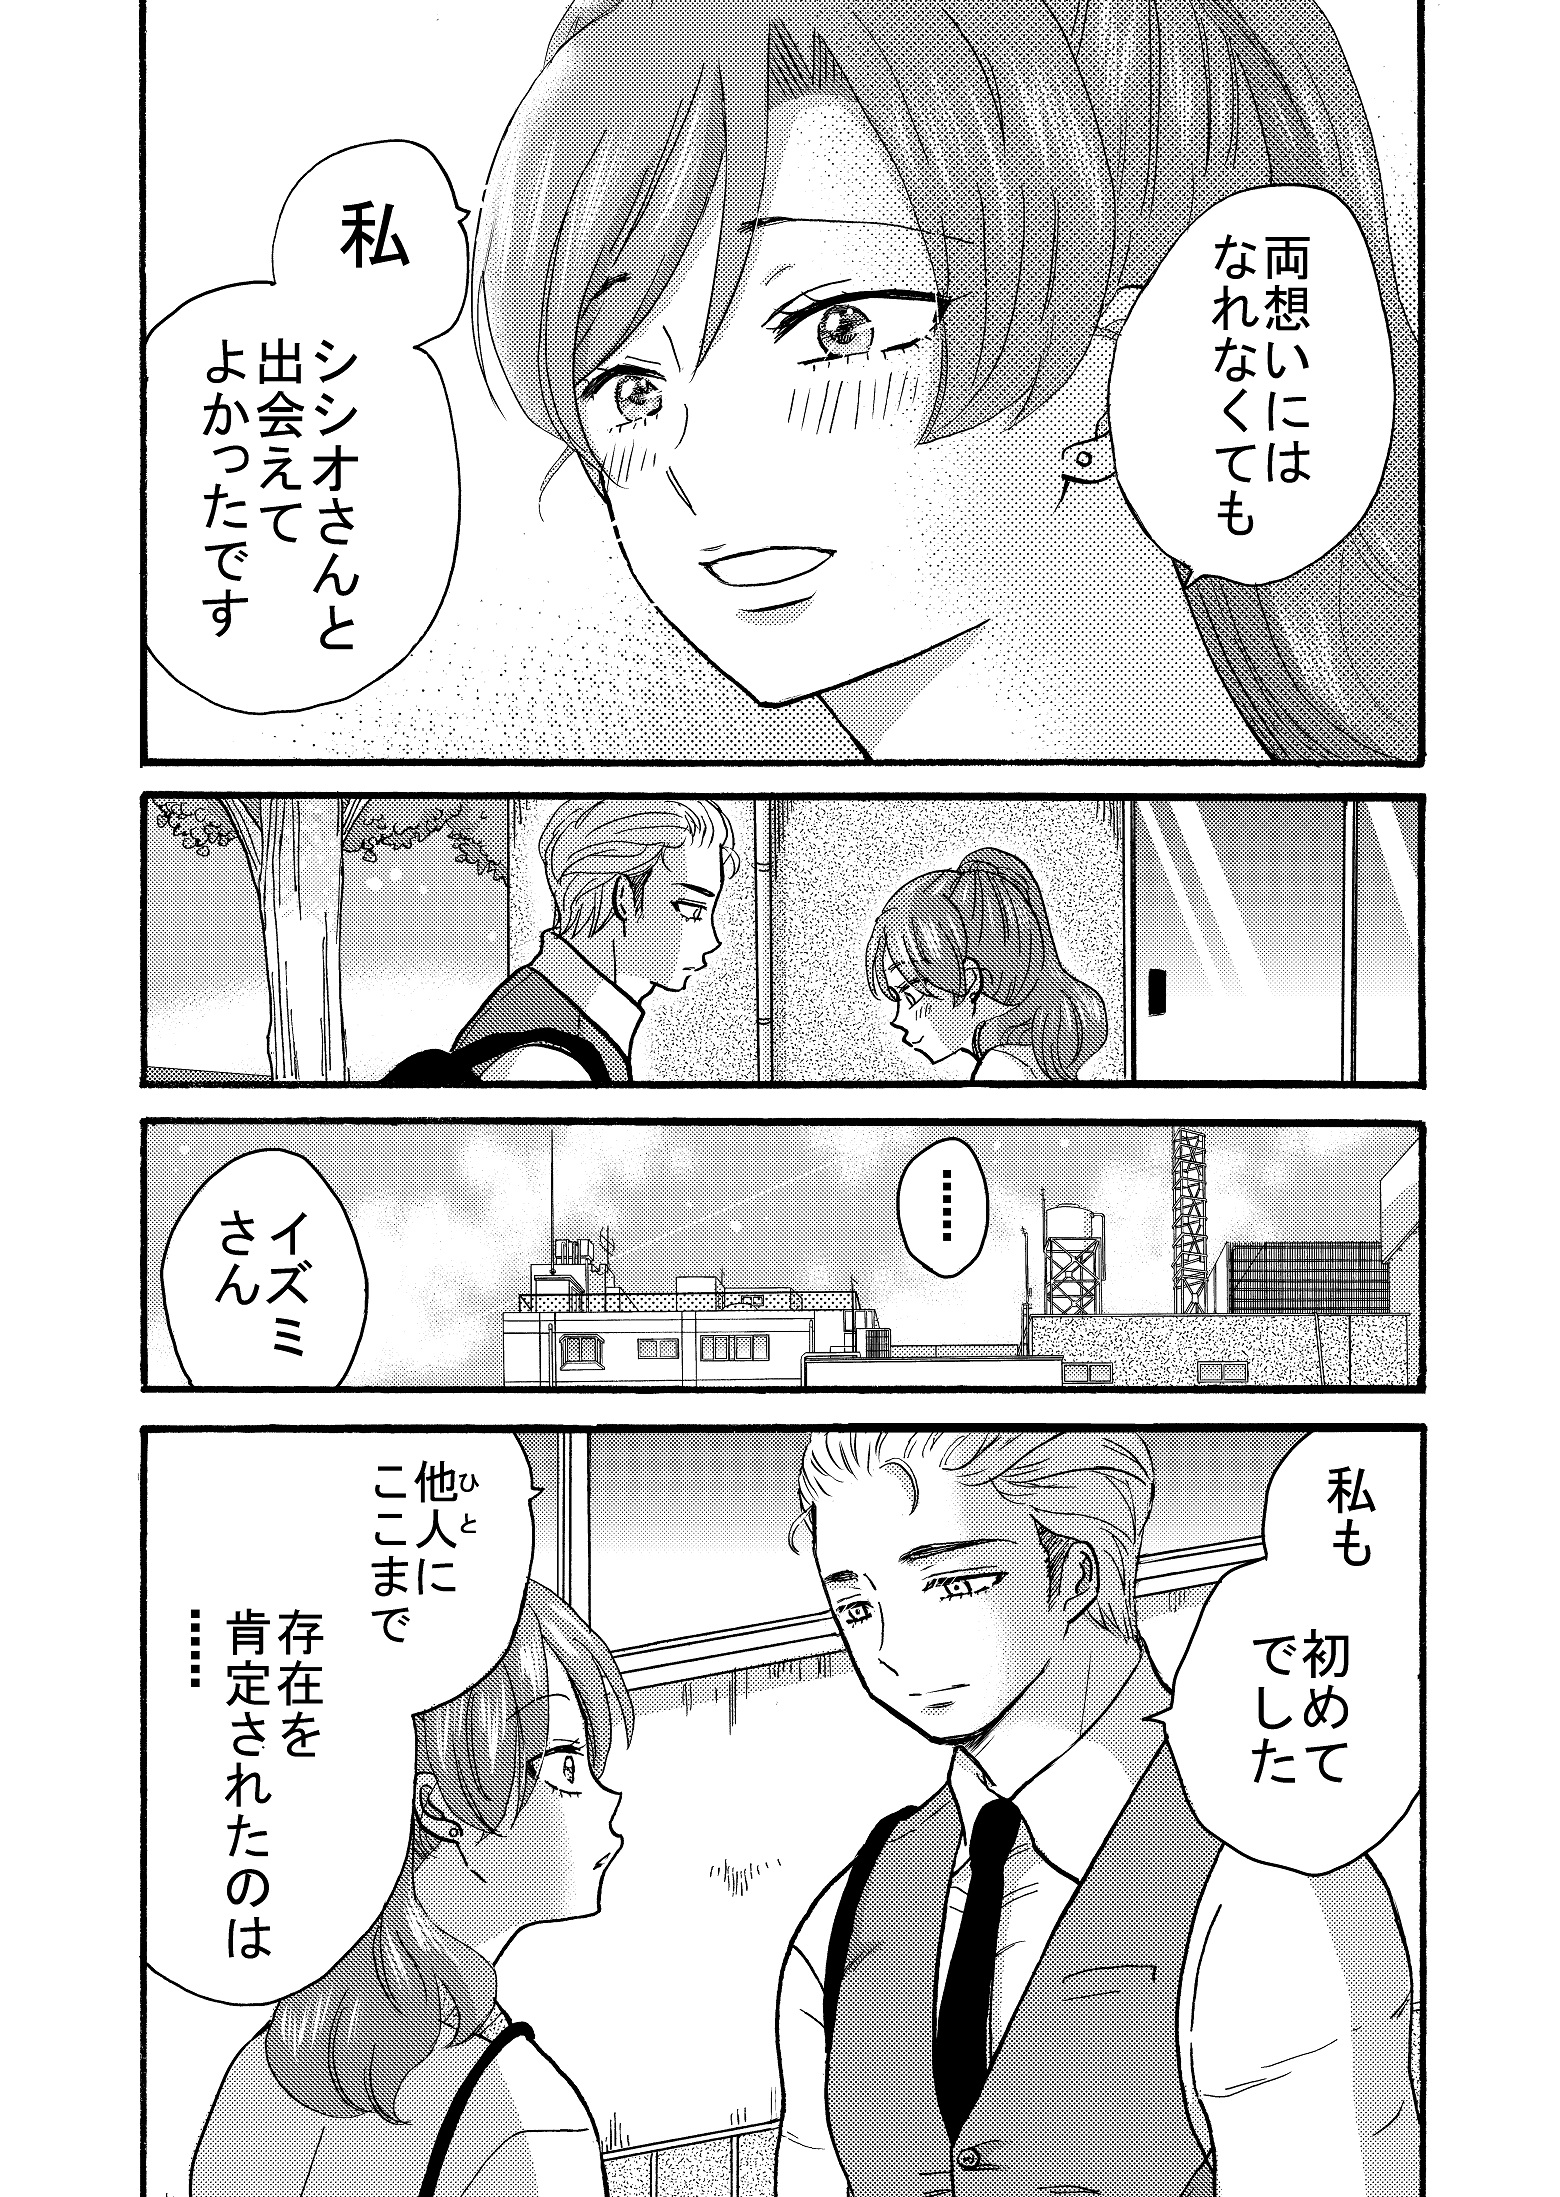 両想いには
なれなくても
私
シシオさんと
出会えて
よかったです
……
イズミ
さん
私も
初めて
でした
他人に
ひと
ここまで
存在を
肯定されたのは
……